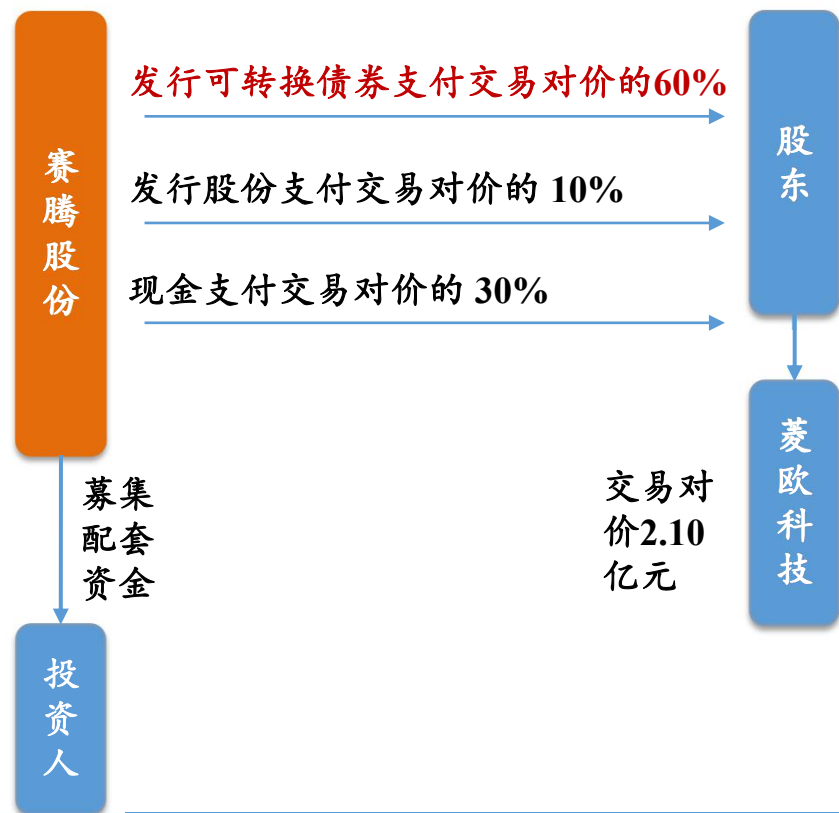 赛腾股份
发行可转换债券支付交易对价的60%
发行股份支付交易对价的 10%
现金支付交易对价的 30%
股东
募集
配套
资金
交易对
价2.10
亿元
菱欧科技
投资人